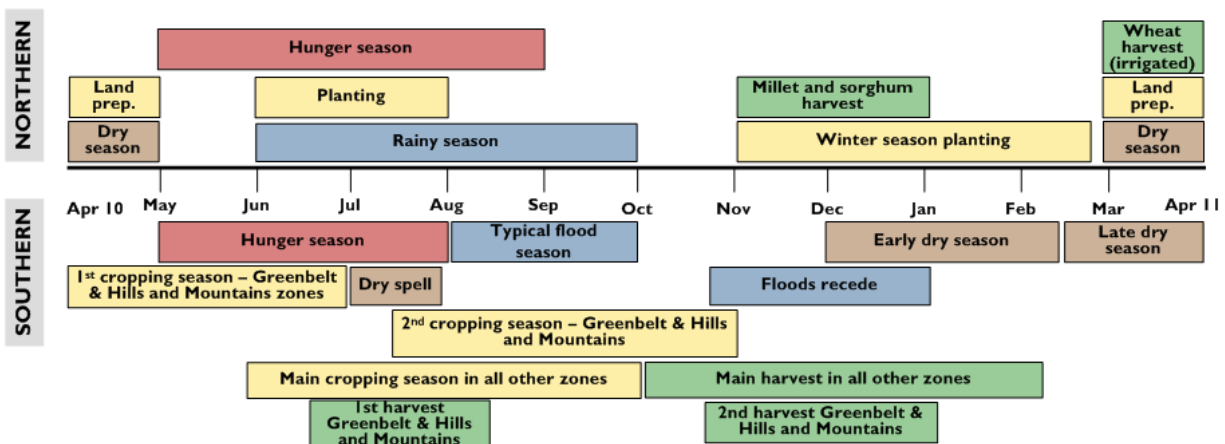 NORTHERN
Hunger season
Wheat
harvest
(irrigated)
Land
prep.
Planting
Millet and sorghum
harvest
Land
prep.
Dry
season
Rainy season
Winter season planting
Dry
season
Apr 10 May Jun Jul Aug Sep Oct Nov Dec Jan Feb Mar Apr 11
SOUTHERN
Hunger season
Typical flood
season
Early dry season
Late dry
season
1st cropping season – Greenbelt
& Hills and Mountains zones
Dry spell
Floods recede
2nd cropping season – Greenbelt & Hills
and Mountains
Main cropping season in all other zones
Main harvest in all other zones
1st harvest
Greenbelt & Hills
and Mountains
2nd harvest Greenbelt &
Hills and Mountains